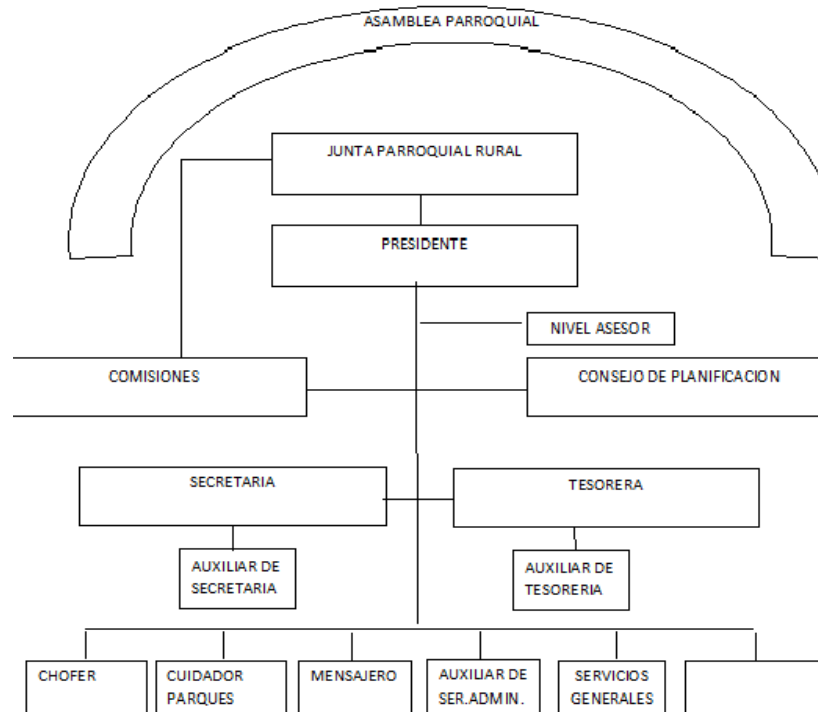 ASAMBLEA PARROQUIAL
JUNTA PARROQUIAL RURAL
PRESIDENTE
NIVEL ASESOR
COMISIONES
CONSEJO DE PLANIFICACION
SECRETARIA
TESORERA
AUXILIAR DE
SECRETARIA
AUXILIAR DE
TESORERIA
CHOFER
CUIDADOR
PARQUES
MENSAJERO
AUXILIAR DE
SER.ADMIN.
SERVICIOS
GENERALES